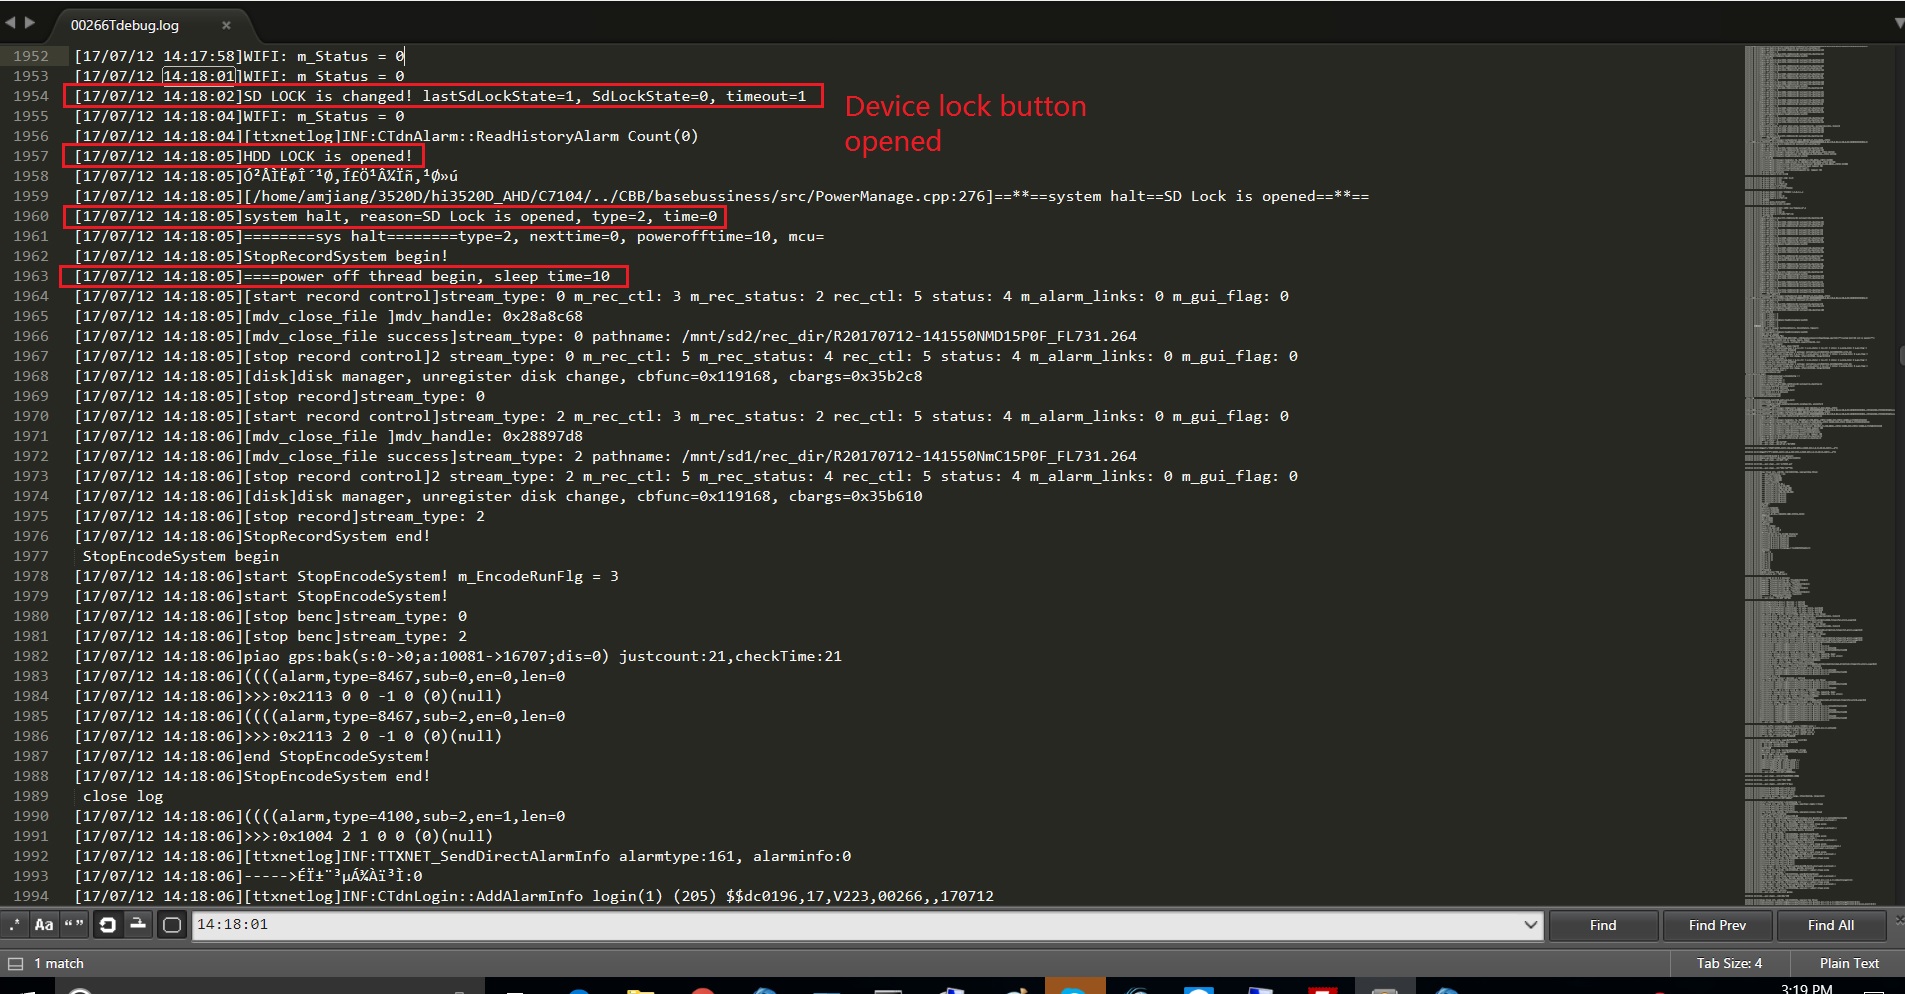 00266Tdebug.log
1952 [17/07/12 14:17:58]WIFI: m_Status = 0
1953 [17/07/12 14:18:01]WIFI: m_Status = 0
1954 [17/07/12 14:18:02]SD LOCK is changed! lastSdLockState=1, SdLockState=0, timeout=1
Device lock button
opened
1955 [17/07/12 14:18:04]WIFI: m_Status = 0
1956 [17/07/12 14:18:04][ttxnetlog]INF:CTdnAlarm::ReadHistoryAlarm Count(0)
1957 [17/07/12 14:18:05]HDD LOCK is opened!
1958 [17/07/12 14:18:05]Ó²ÅÌËøÎ´¹Ø,Í£Ö¹Â¼Ïñ,¹Ø»ú
1959 [17/07/12 14:18:05][/home/amjiang/3520D/hi3520D_AHD/C7104/../CBB/basebussiness/src/PowerManage.cpp:276]==**==system halt==SD Lock is opened==**==
1960 [17/07/12 14:18:05]system halt, reason=SD Lock is opened, type=2, time=0
1961 [17/07/12 14:18:05]========sys halt========type=2, nexttime=0, powerofftime=10, mcu=
1962 [17/07/12 14:18:05]StopRecordSystem begin!
1963 [17/07/12 14:18:05]====power off thread begin, sleep time=10
1964 [17/07/12 14:18:05][start record control]stream_type: 0 m_rec_ctl: 3 m_rec_status: 2 rec_ctl: 5 status: 4 m_alarm_links: 0 m_gui_flag: 0
1965 [17/07/12 14:18:05][mdv_close_file ]mdv_handle: 0x28a8c68
1966 [17/07/12 14:18:05][mdv_close_file success]stream_type: 0 pathname: /mnt/sd2/rec_dir/R20170712-141550NMD15P0F_FL731.264
1967 [17/07/12 14:18:05][stop record control]2 stream_type: 0 m_rec_ctl: 5 m_rec_status: 4 rec_ctl: 5 status: 4 m_alarm_links: 0 m_gui_flag: 0
1968 [17/07/12 14:18:05][disk]disk manager, unregister disk change, cbfunc=0x119168, cbargs=0x35b2c8
1969 [17/07/12 14:18:05][stop record]stream_type: 0
1970 [17/07/12 14:18:05][start record control]stream_type: 2 m_rec_ctl: 3 m_rec_status: 2 rec_ctl: 5 status: 4 m_alarm_links: 0 m_gui_flag: 0
1971 [17/07/12 14:18:06][mdv_close_file ]mdv_handle: 0x28897d8
1972 [17/07/12 14:18:06][mdv_close_file success]stream_type: 2 pathname: /mnt/sd1/rec_dir/R20170712-141550NmC15P0F_FL731.264
1973 [17/07/12 14:18:06][stop record control]2 stream_type: 2 m_rec_ctl: 5 m_rec_status: 4 rec_ctl: 5 status: 4 m_alarm_links: 0 m_gui_flag: 0
1974 [17/07/12 14:18:06][disk]disk manager, unregister disk change, cbfunc=0x119168, cbargs=0x35b610
1975 [17/07/12 14:18:06][stop record]stream_type: 2
1976 [17/07/12 14:18:06]StopRecordSystem end!
1977 StopEncodeSystem begin
1978 [17/07/12 14:18:06]start StopEncodeSystem! m_EncodeRunFlg = 3
1979 [17/07/12 14:18:06]start StopEncodeSystem!
1980 [17/07/12 14:18:06][stop benc]stream_type: 0
1981 [17/07/12 14:18:06][stop benc]stream_type: 2
1982 [17/07/12 14:18:06]piao gps:bak(s:0->0;a:10081->16707;dis=0) justcount:21,checkTime:21
1983 [17/07/12 14:18:06]((((alarm,type=8467,sub=0,en=0,len=0
1984 [17/07/12 14:18:06]>>>:0x2113 0 0 -1 0 (0)(null)
1985 [17/07/12 14:18:06]((((alarm,type=8467,sub=2,en=0,len=0
1986 [17/07/12 14:18:06]>>>:0x2113 2 0 -1 0 (0)(null)
1987 [17/07/12 14:18:06]end StopEncodeSystem!
1988 [17/07/12 14:18:06]StopEncodeSystem end!
1989 close log
1990 [17/07/12 14:18:06]((((alarm,type=4100,sub=2,en=1,len=0
1991 [17/07/12 14:18:06]>>>:0x1004 2 1 0 0 (0)(null)
1992 [17/07/12 14:18:06][ttxnetlog]INF:TTXNET_SendDirectAlarmInfo alarmtype:161, alarminfo:0
1993 [17/07/12 14:18:06]----->ÉÏ±¨³µÁ¾Àï³Ì:0
1994 [17/07/12 14:18:06][ttxnetlog]INF:CTdnLogin::AddAlarmInfo login(1) (205) $$dc0196,17,V223,00266,,170712
.* Aa “” 14:18:01 Find Find Prev Find All
1 match Tab Size: 4 Plain Text
3:19 PM